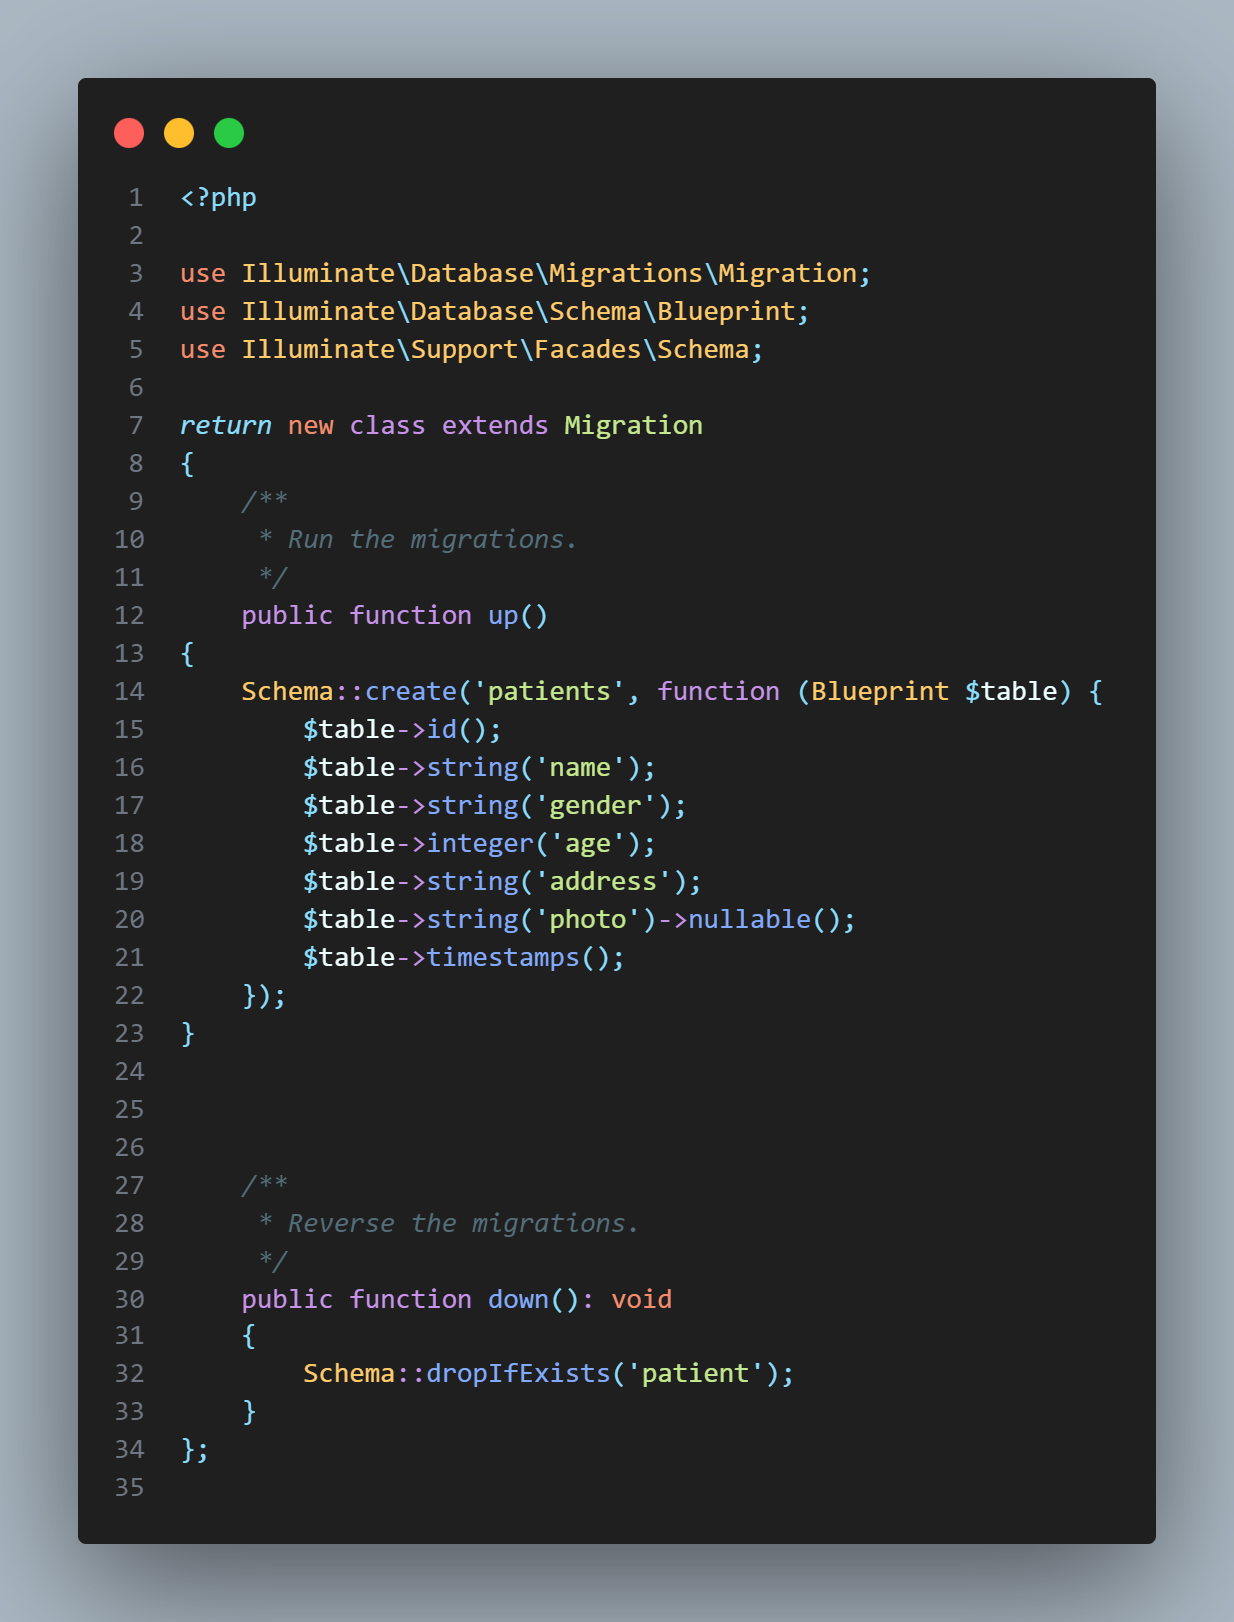 1 <?php
2
3 use Illuminate\Database\Migrations\Migration;
4 use Illuminate\Database\Schema\Blueprint;
5 use Illuminate\Support\Facades\Schema;
6
7 return new class extends Migration
8 {
9     /**
10      * Run the migrations.
11      */
12     public function up()
13 {
14     Schema::create('patients', function (Blueprint $table) {
15         $table->id();
16         $table->string('name');
17         $table->string('gender');
18         $table->integer('age');
19         $table->string('address');
20         $table->string('photo')->nullable();
21         $table->timestamps();
22     });
23 }
24
25
26
27     /**
28      * Reverse the migrations.
29      */
30     public function down(): void
31     {
32         Schema::dropIfExists('patient');
33     }
34 };
35